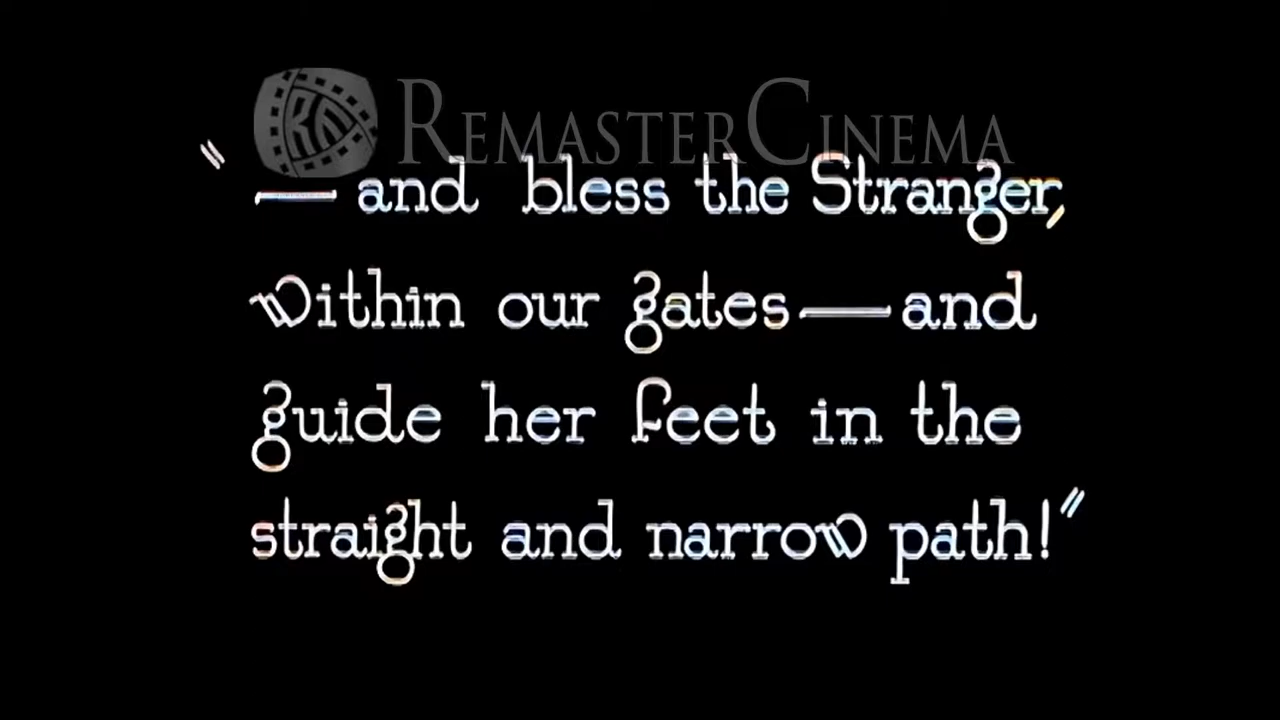 REMASTERCINEMA
"— and bless the Stranger,
within our gates — and
guide her feet in the
straight and narrow path!"